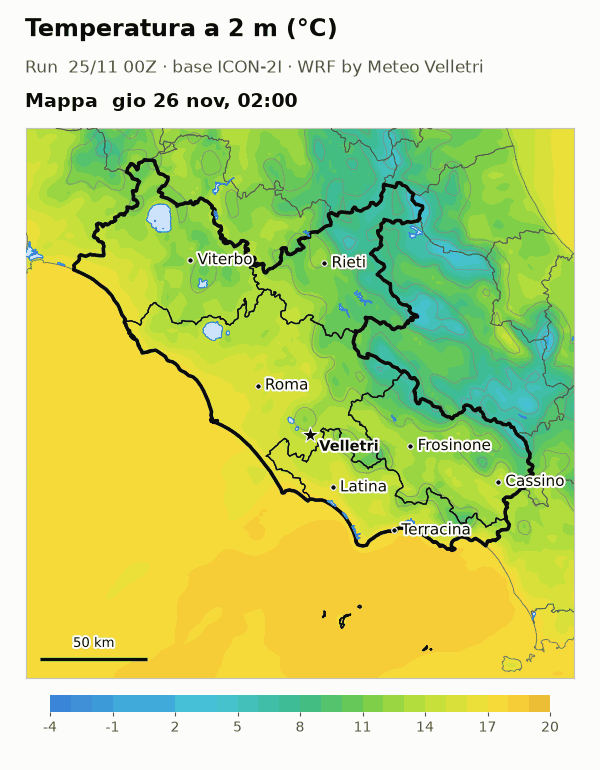 Temperatura a 2 m (°C)
Run  25/11 00Z · base ICON-2I · WRF by Meteo Velletri
Mappa  gio 26 nov, 02:00
Viterbo
Rieti
Roma
Velletri
Frosinone
Cassino
Latina
Terracina
50 km
-4 -1 2 5 8 11 14 17 20